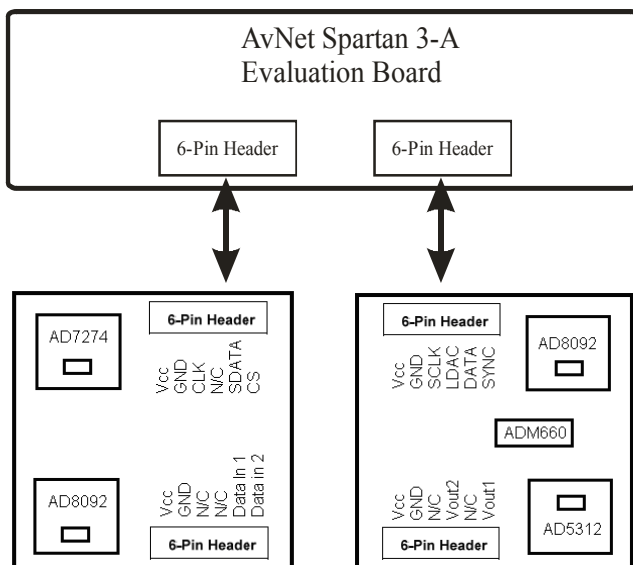 AvNet Spartan 3-A
Evaluation Board
6-Pin Header
6-Pin Header
6-Pin Header
AD7274
Vcc
GND
CLK
N/C
SDATA
CS
AD8092
Vcc
GND
N/C
N/C
Data In 1
Data in 2
6-Pin Header
6-Pin Header
AD8092
Vcc
GND
SCLK
LDAC
DATA
SYNC
ADM660
Vcc
GND
N/C
Vout2
N/C
Vout1
AD5312
6-Pin Header